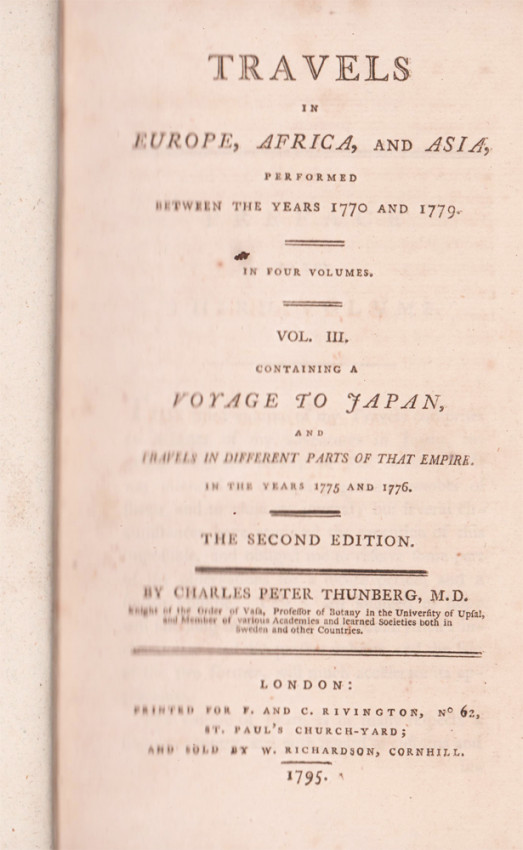 TRAVELS
IN
EUROPE, AFRICA, AND ASIA,
PERFORMED
BETWEEN THE YEARS 1770 AND 1779.
IN FOUR VOLUMES.
VOL. III.
CONTAINING A
VOYAGE TO JAPAN,
AND
TRAVELS IN DIFFERENT PARTS OF THAT EMPIRE.
IN THE YEARS 1775 AND 1776.
THE SECOND EDITION.
BY CHARLES PETER THUNBERG, M.D.
Knight of the Order of Vaſa, Profeſſor of Botany in the Univerſity of Upſal,
and Member of various Academies and learned Societies both in
Sweden and other Countries.
LONDON:
PRINTED FOR F. AND C. RIVINGTON, Nº 62,
ST. PAUL'S CHURCH-YARD;
AND SOLD BY W. RICHARDSON, CORNHILL.
1795.